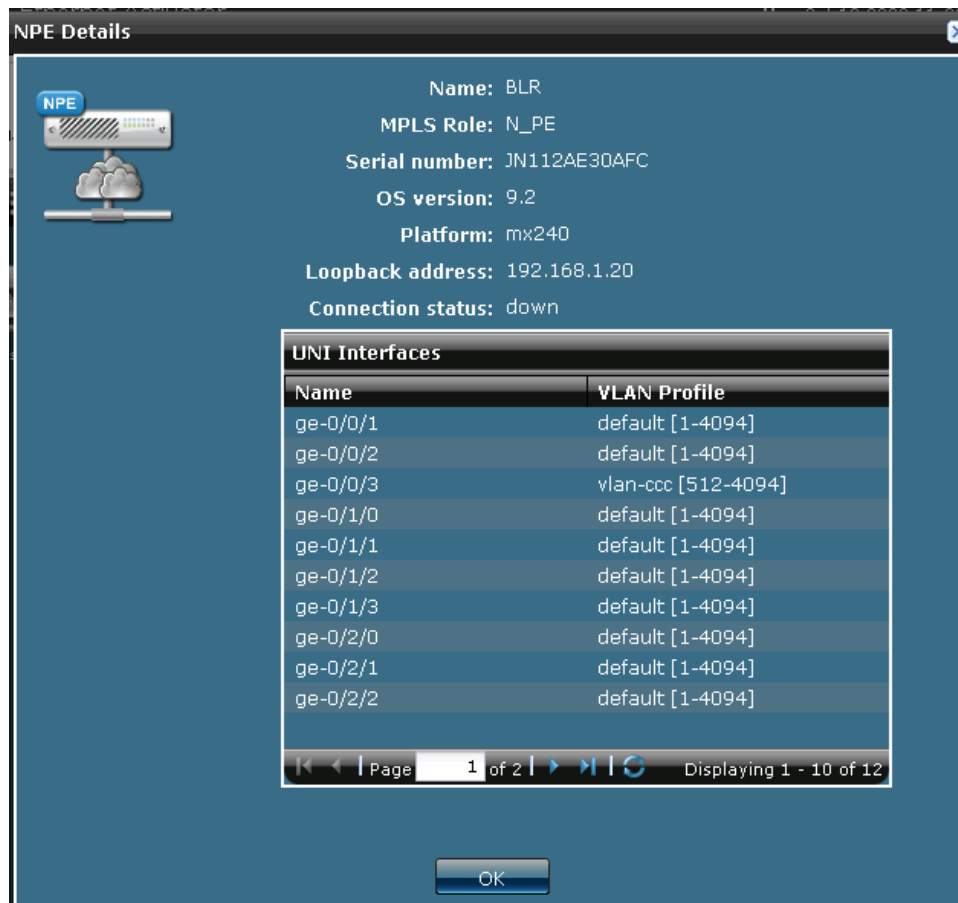 NPE Details
NPE
Name: BLR
MPLS Role: N_PE
Serial number: JN112AE30AFC
OS version: 9.2
Platform: mx240
Loopback address: 192.168.1.20
Connection status: down
UNI Interfaces
Name VLAN Profile
ge-0/0/1 default [1-4094]
ge-0/0/2 default [1-4094]
ge-0/0/3 vlan-ccc [512-4094]
ge-0/1/0 default [1-4094]
ge-0/1/1 default [1-4094]
ge-0/1/2 default [1-4094]
ge-0/1/3 default [1-4094]
ge-0/2/0 default [1-4094]
ge-0/2/1 default [1-4094]
ge-0/2/2 default [1-4094]
Page 1 of 2 Displaying 1 - 10 of 12
OK